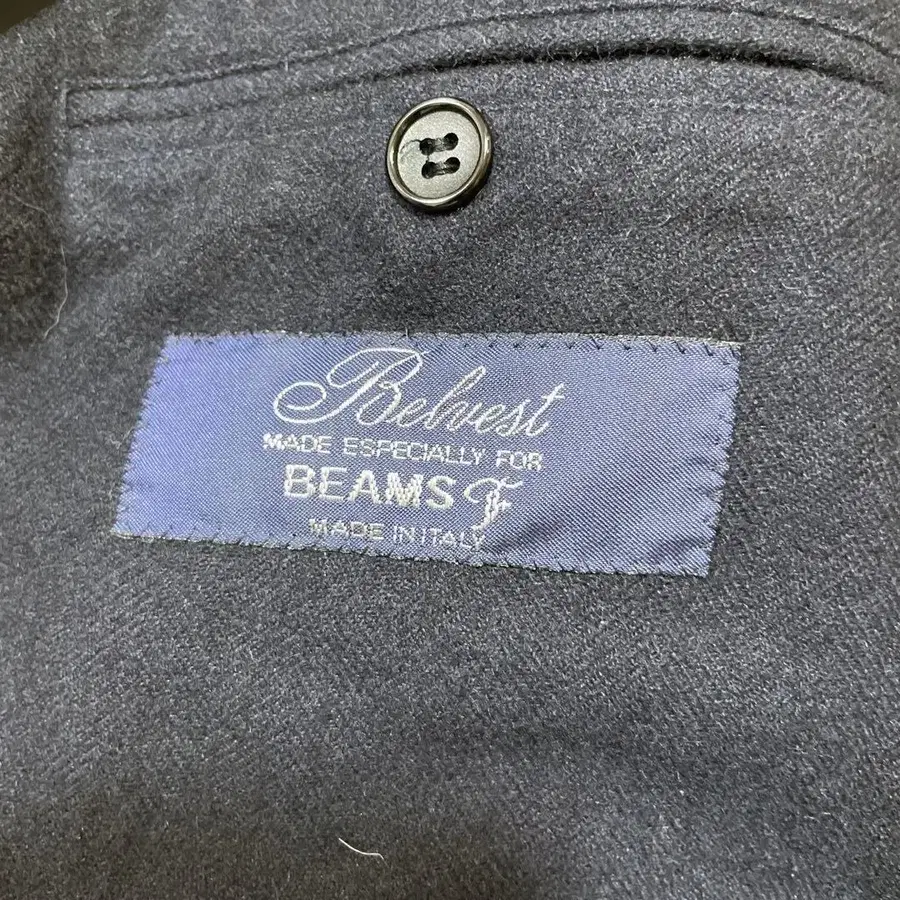 Belvest
MADE ESPECIALLY FOR
BEAMS F
MADE IN ITALY